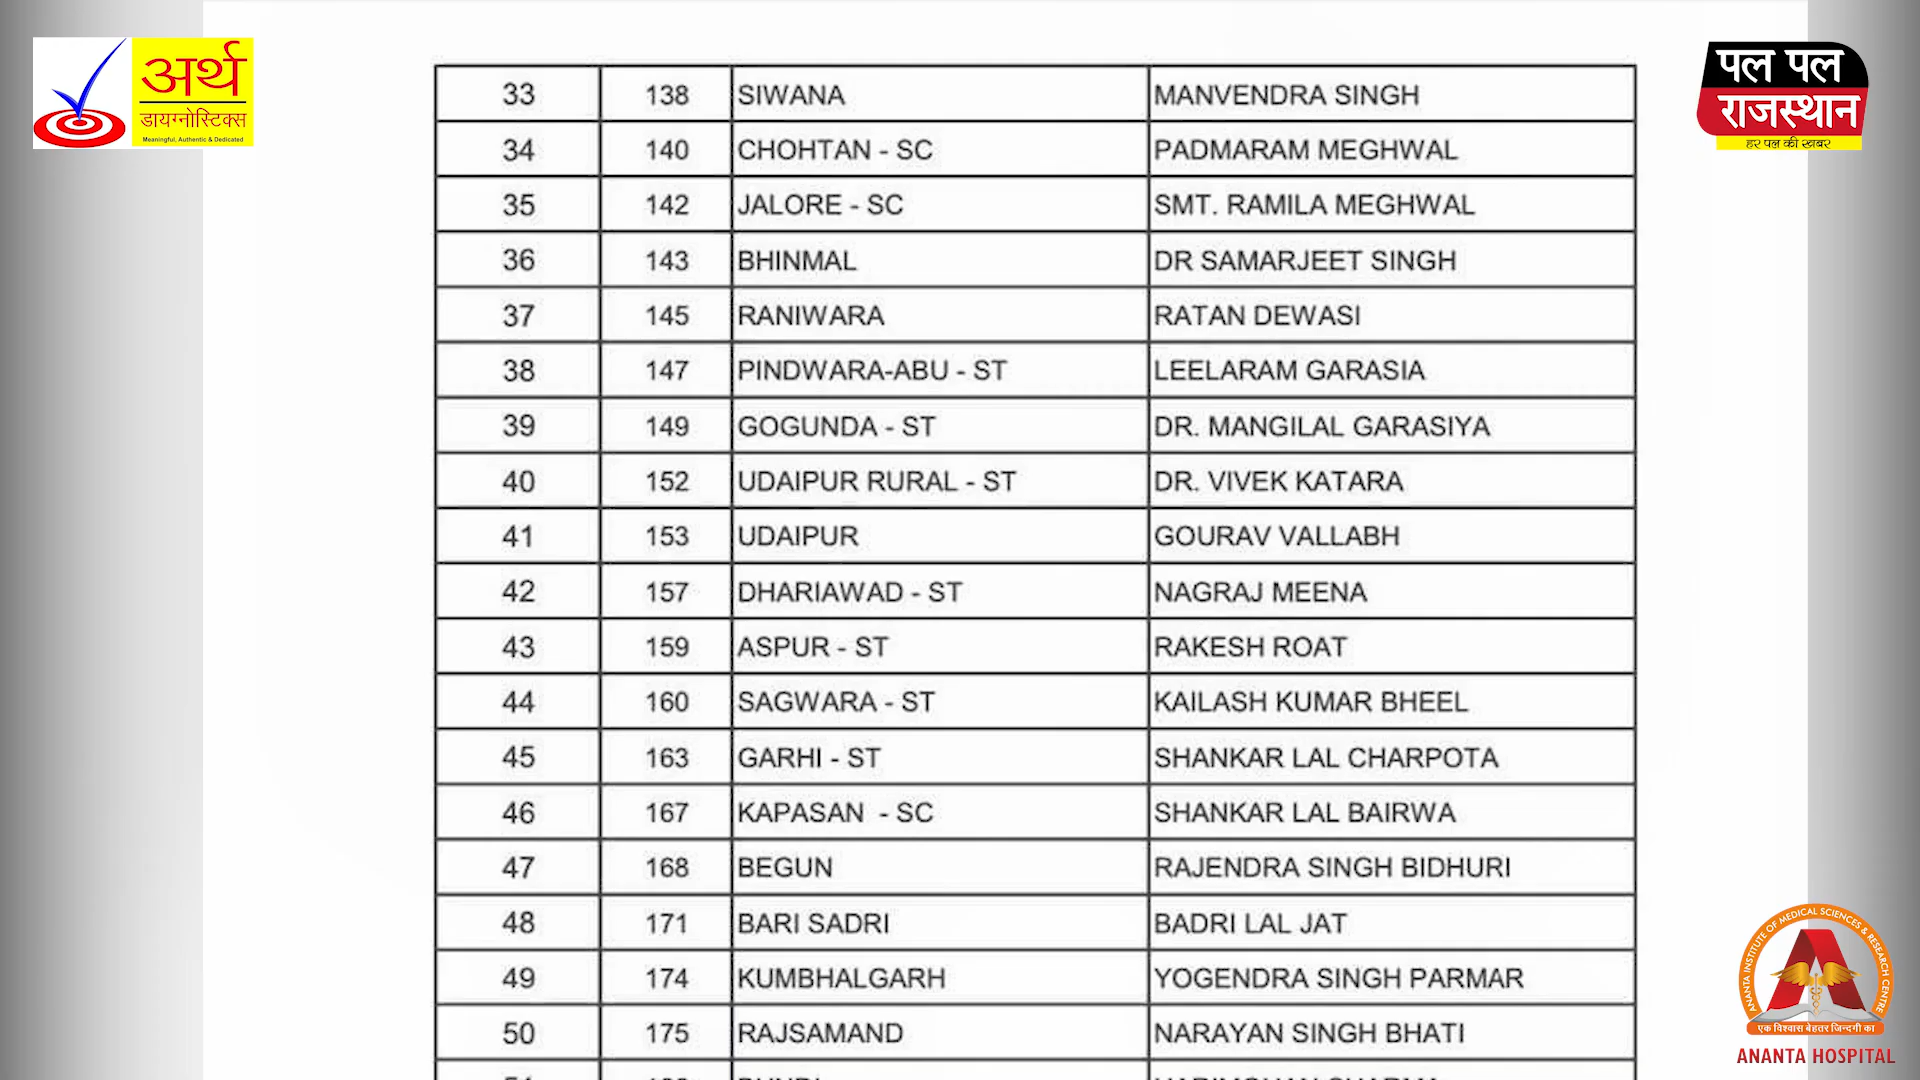 अर्थ
डायग्नोस्टिक्स
Meaningful, Authentic & Dedicated
पल पल
राजस्थान
हर पल की खबर
33 138 SIWANA MANVENDRA SINGH
34 140 CHOHTAN - SC PADMARAM MEGHWAL
35 142 JALORE - SC SMT. RAMILA MEGHWAL
36 143 BHINMAL DR SAMARJEET SINGH
37 145 RANIWARA RATAN DEWASI
38 147 PINDWARA-ABU - ST LEELARAM GARASIA
39 149 GOGUNDA - ST DR. MANGILAL GARASIYA
40 152 UDAIPUR RURAL - ST DR. VIVEK KATARA
41 153 UDAIPUR GOURAV VALLABH
42 157 DHARIAWAD - ST NAGRAJ MEENA
43 159 ASPUR - ST RAKESH ROAT
44 160 SAGWARA - ST KAILASH KUMAR BHEEL
45 163 GARHI - ST SHANKAR LAL CHARPOTA
46 167 KAPASAN - SC SHANKAR LAL BAIRWA
47 168 BEGUN RAJENDRA SINGH BIDHURI
48 171 BARI SADRI BADRI LAL JAT
49 174 KUMBHALGARH YOGENDRA SINGH PARMAR
50 175 RAJSAMAND NARAYAN SINGH BHATI
ANANTA INSTITUTE OF MEDICAL SCIENCES & RESEARCH CENTRE
एक विश्वास बेहतर जिन्दगी का
ANANTA HOSPITAL